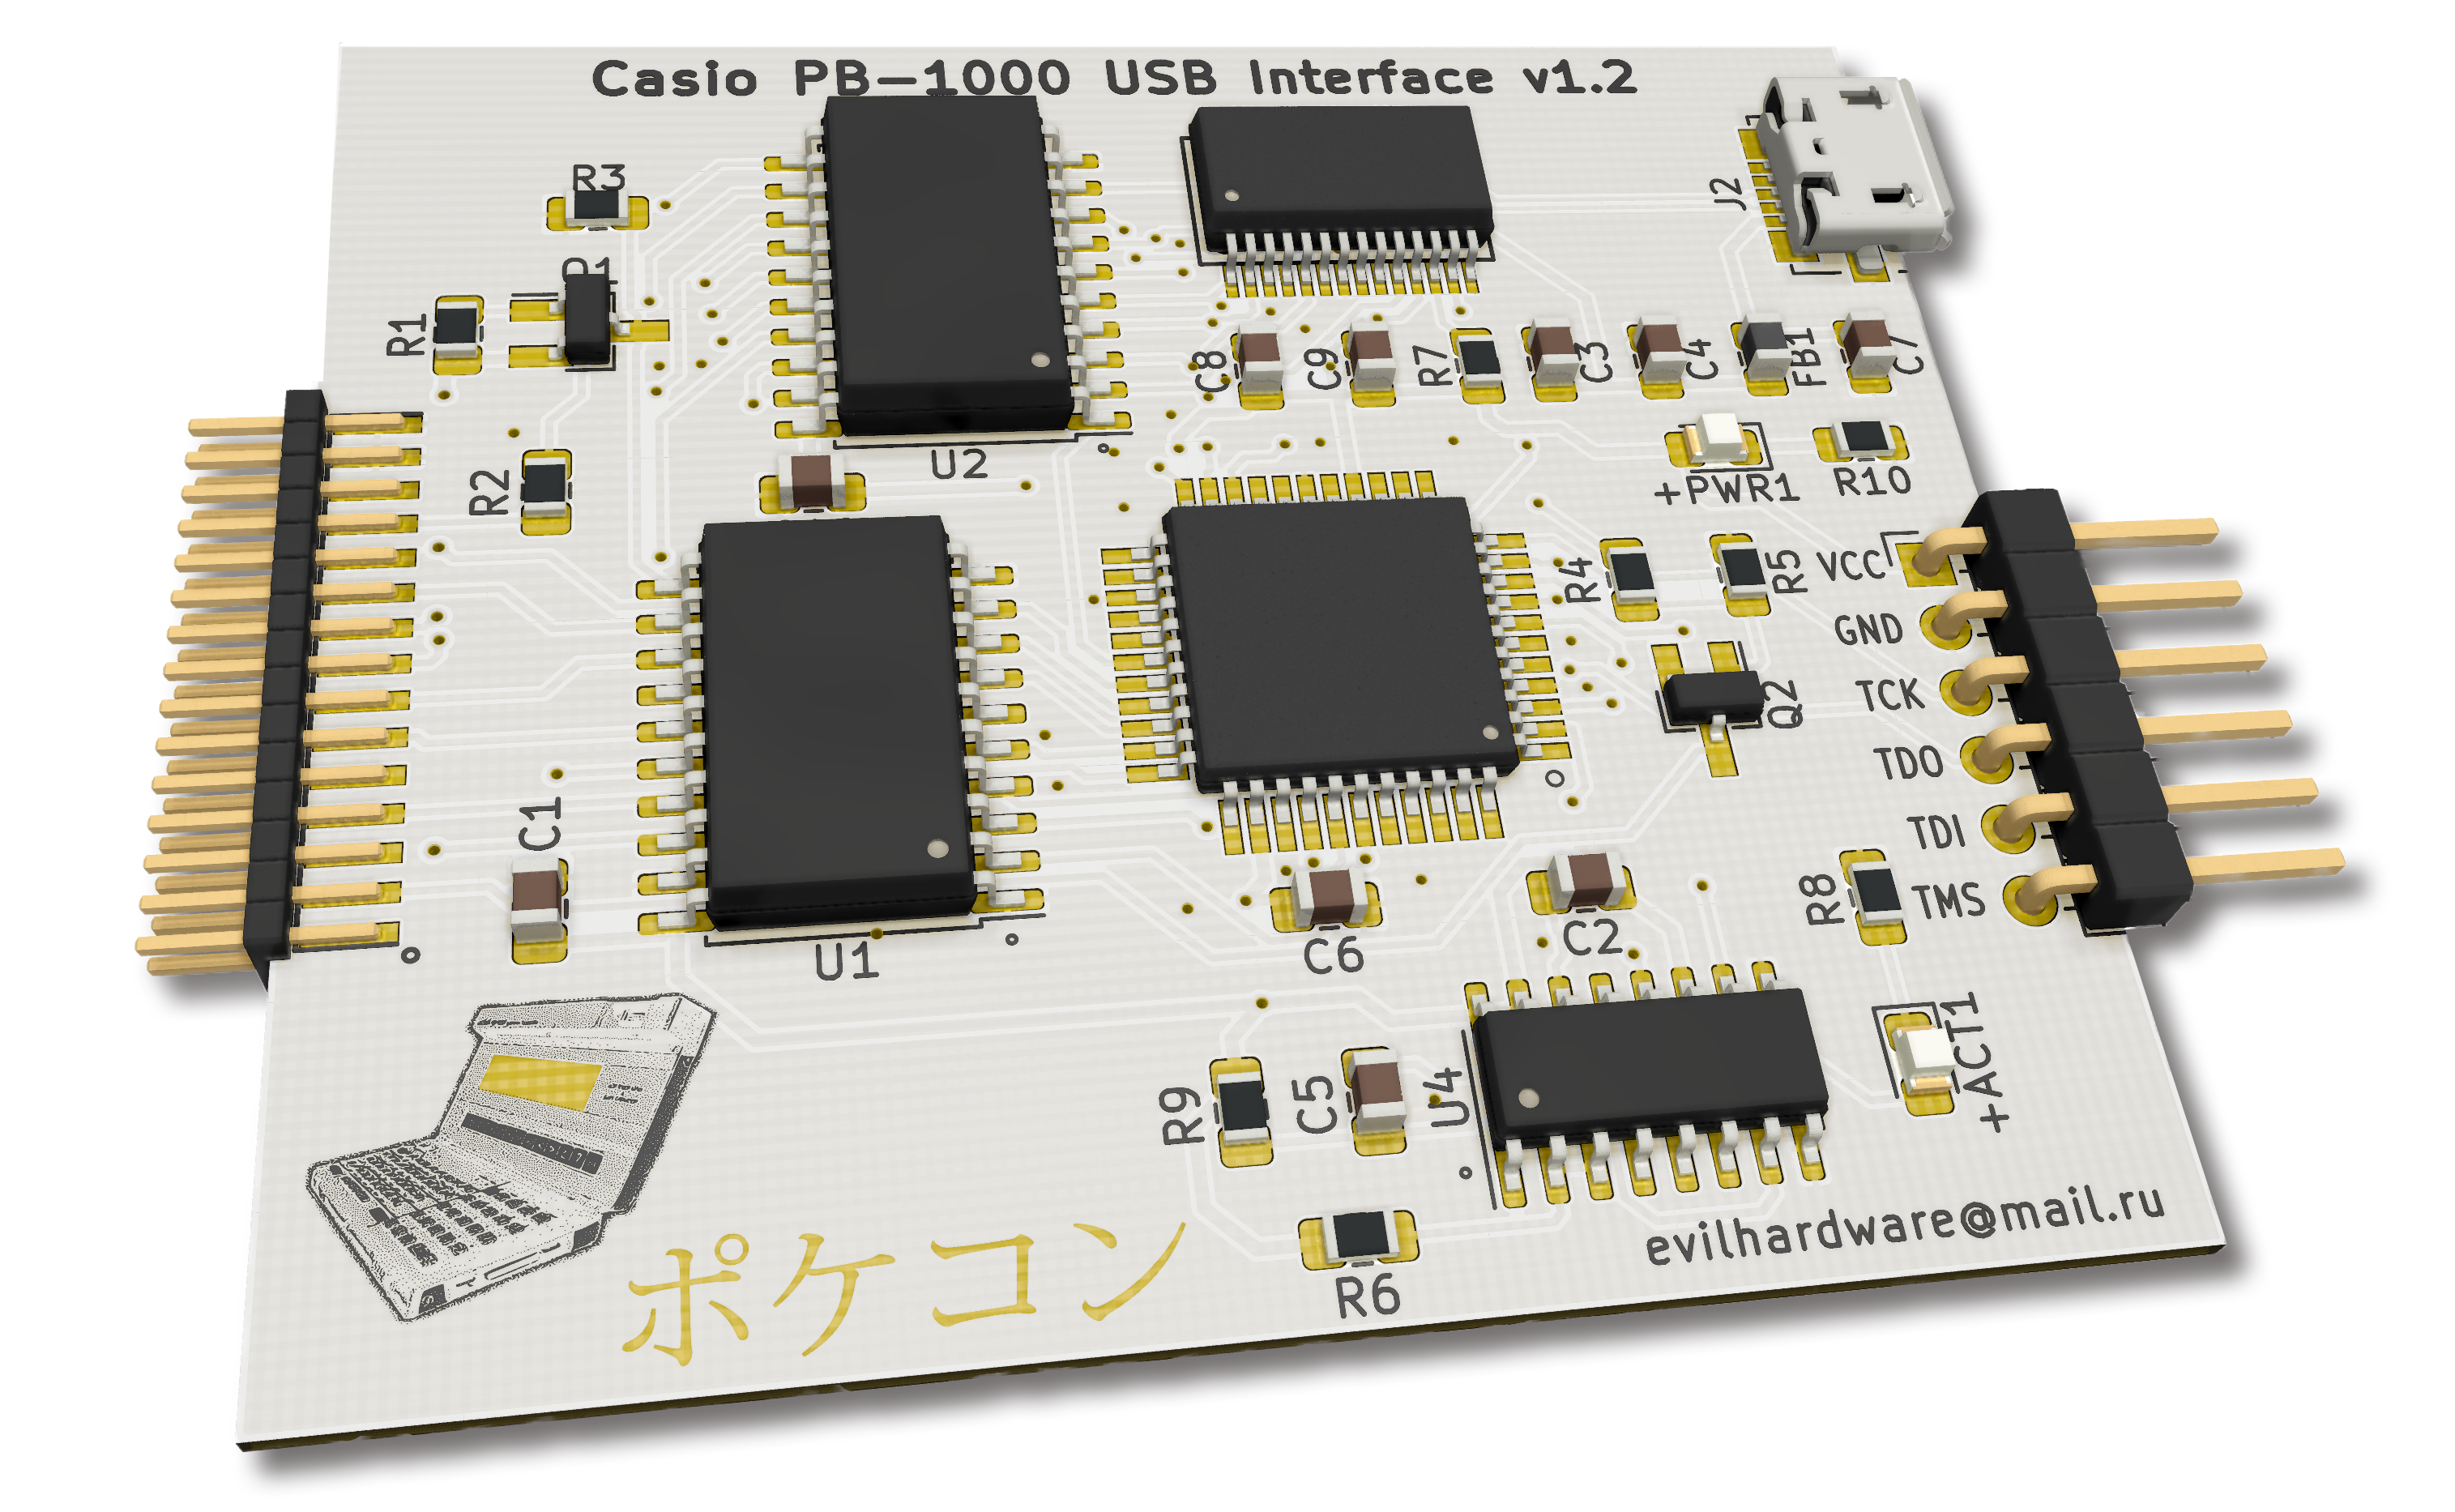 Casio PB-1000 USB Interface v1.2
R3
J2
R1
C8
C9
R7
C3
C4
FB1
C7
R2
U2
+PWR1
R10
R4
R5
VCC
GND
TCK
Q2
TDO
C1
TDI
R8
TMS
U1
C6
C2
R9
C5
U4
+ACT1
ポケコン
R6
evilhardware@mail.ru